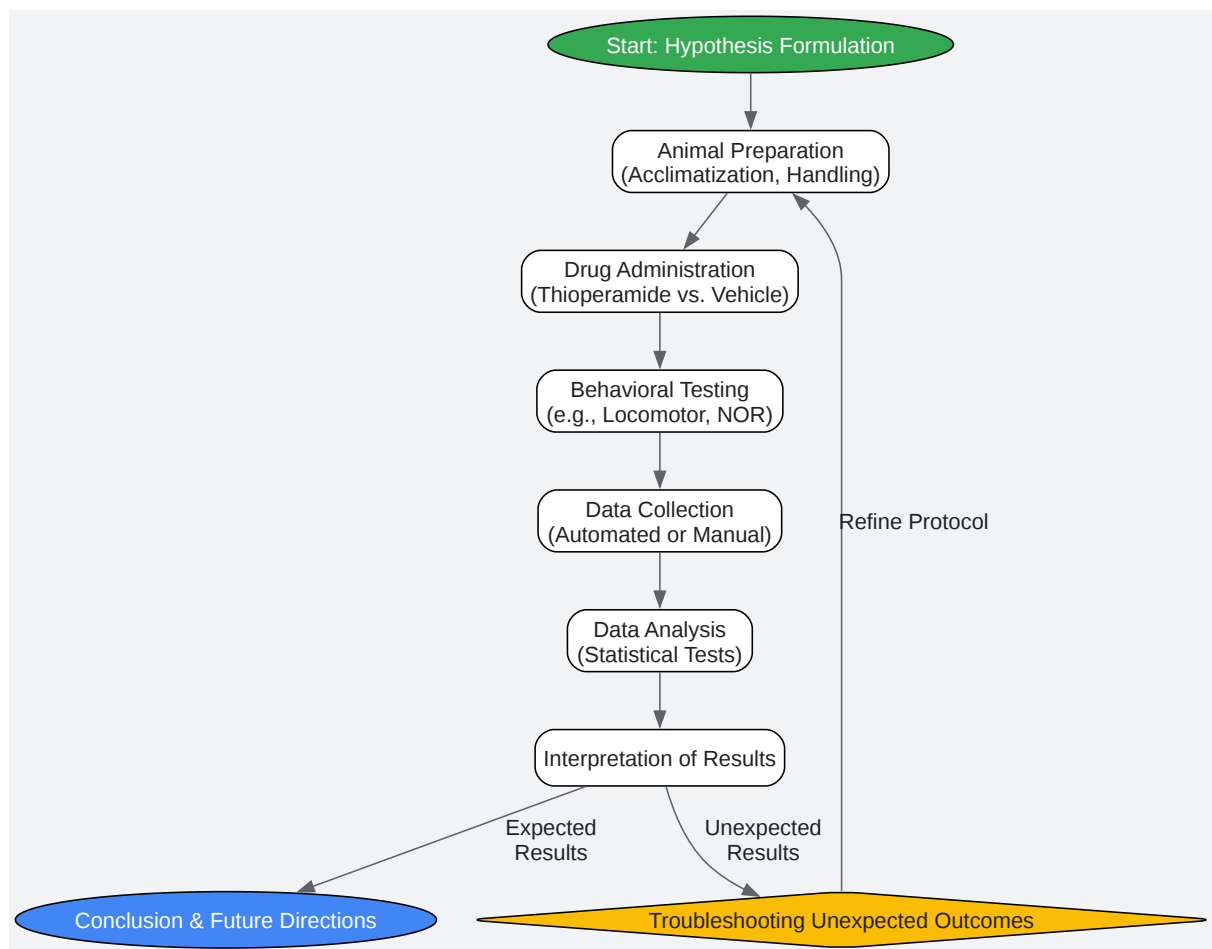 Start: Hypothesis Formulation
Animal Preparation
(Acclimatization, Handling)
Drug Administration
(Thioperamide vs. Vehicle)
Behavioral Testing
(e.g., Locomotor, NOR)
Data Collection
(Automated or Manual)
Refine Protocol
Data Analysis
(Statistical Tests)
Interpretation of Results
Expected
Results
Unexpected
Results
Conclusion & Future Directions
Troubleshooting Unexpected Outcomes